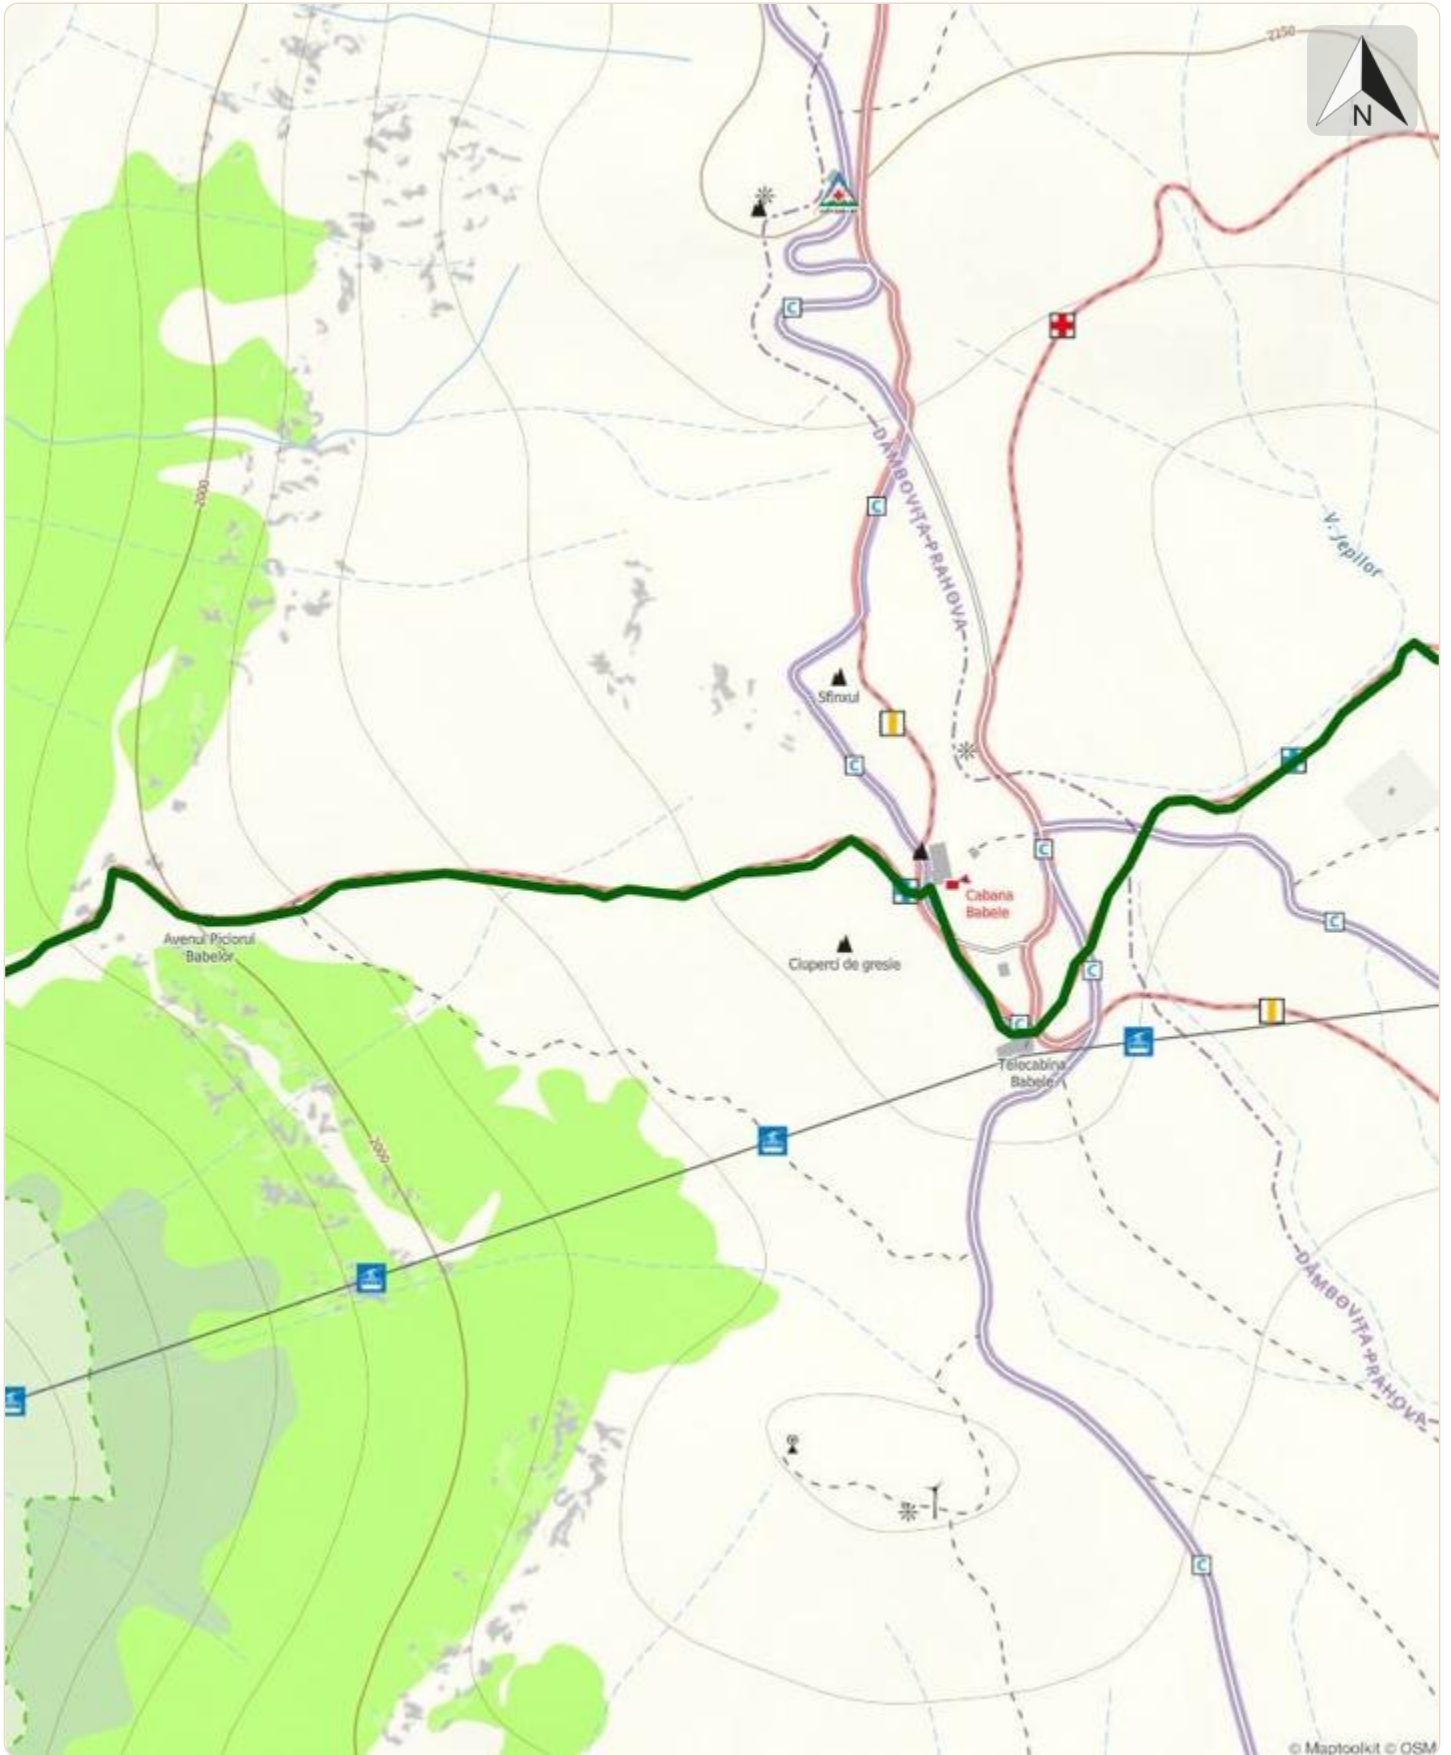 2250
N
2000
DÂMBOVIȚA-PRAHOVA
V. Jepilor
Sfinxul
Cabana
Babele
Avenul Piciorul
Babelor
Ciuperci de gresie
Telecabina
Babele
2000
DÂMBOVIȚA-PRAHOVA
C
C
C
C
C
C
C
C
© Maptoolkit © OSM